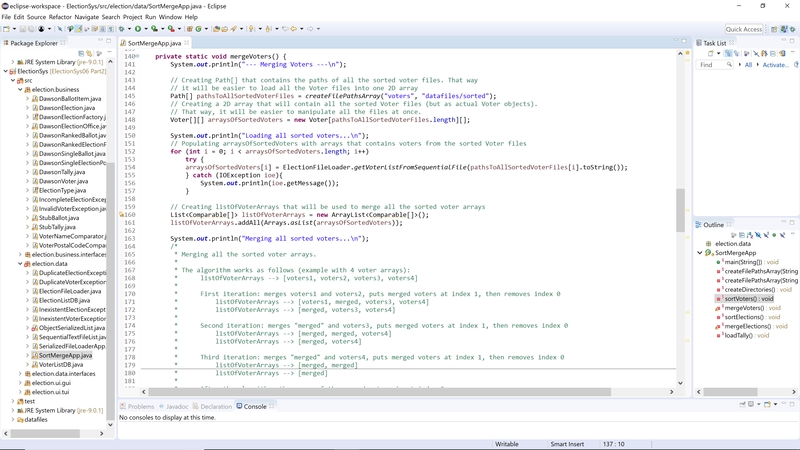 eclipse-workspace - ElectionSys/src/election/data/SortMergeApp.java - Eclipse
File Edit Source Refactor Navigate Search Project Run Window Help
Quick Access
Package Explorer
JRE System Library [jre-9.0.1]
ElectionSys [ElectionSys06 Part2]
src
election.business
DawsonBallotItem.java
DawsonElection.java
DawsonElectionFactory.java
DawsonElectionOffice.java
DawsonRankedBallot.java
DawsonRankedElection
DawsonSingleBallot.java
DawsonSingleElectionPo
DawsonTally.java
DawsonVoter.java
ElectionType.java
IncompleteElectionExcep
InvalidVoterException.java
StubBallot.java
StubTally.java
VoterNameComparator.j
VoterPostalCodeCompar
election.business.interfaces
election.data
DuplicateElectionExcepti
DuplicateVoterException
ElectionFileLoader.java
ElectionListDB.java
InexistentElectionExcepti
InexistentVoterException
ObjectSerializedList.java
SequentialTextFileList.java
SerializedFileLoaderApp.
SortMergeApp.java
VoterListDB.java
election.data.interfaces
election.ui.gui
election.ui.tui
test
JRE System Library [jre-9.0.1]
datafiles
SortMergeApp.java
140 private static void mergeVoters() {
141 System.out.println("--- Merging Voters ---\n");
142
143 // Creating Path[] that contains the paths of all the sorted voter files. That way
144 // it will be easier to load all the Voter files into one 2D array
145 Path[] pathsToAllSortedVoterFiles = createFilePathsArray("voters", "datafiles/sorted");
146 // Creating a 2D array that will contain all the sorted Voter files (but as actual Voter objects).
147 // That way, it will be easier to manipulate all the files at once.
148 Voter[][] arraysOfSortedVoters = new Voter[pathsToAllSortedVoterFiles.length][];
149
150 System.out.println("Loading all sorted voters...\n");
151 // Populating arraysOfSortedVoters with arrays that contains voters from the sorted Voter files
152 for (int i = 0; i < arraysOfSortedVoters.length; i++)
153 try {
154 arraysOfSortedVoters[i] = ElectionFileLoader.getVoterListFromSequentialFile(pathsToAllSortedVoterFiles[i].toString());
155 } catch (IOException ioe){
156 System.out.println(ioe.getMessage());
157 }
158
159 // Creating listOfVoterArrays that will be used to merge all the sorted voter arrays
160 List<Comparable[]> listOfVoterArrays = new ArrayList<Comparable[]>();
161 listOfVoterArrays.addAll(Arrays.asList(arraysOfSortedVoters));
162
163 System.out.println("Merging all sorted voters...\n");
164 /*
165 * Merging all the sorted voter arrays.
166 *
167 * The algorithm works as follows (example with 4 voter arrays):
168 * listOfVoterArrays --> [voters1, voters2, voters3, voters4]
169 *
170 * First iteration: merges voters1 and voters2, puts merged voters at index 1, then removes index 0
171 * listOfVoterArrays --> [voters1, merged, voters3, voters4]
172 * listOfVoterArrays --> [merged, voters3, voters4]
173 *
174 * Second iteration: merges "merged" and voters3, puts merged voters at index 1, then removes index 0
175 * listOfVoterArrays --> [merged, merged, voters4]
176 * listOfVoterArrays --> [merged, voters4]
177 *
178 * Third iteration: merges "merged" and voters4, puts merged voters at index 1, then removes index 0
179 * listOfVoterArrays --> [merged, merged]
180 * listOfVoterArrays --> [merged]
181 *
Task List
Find
All
Activate...
Outline
election.data
SortMergeApp
main(String[]) : void
createFilePathsArray(String
createFilePathsArray(String
createDirectories() : void
sortVoters() : void
mergeVoters() : void
sortElections() : void
mergeElections() : void
loadTally() : void
Problems
Javadoc
Declaration
Console
No consoles to display at this time.
Writable
Smart Insert
137 : 10